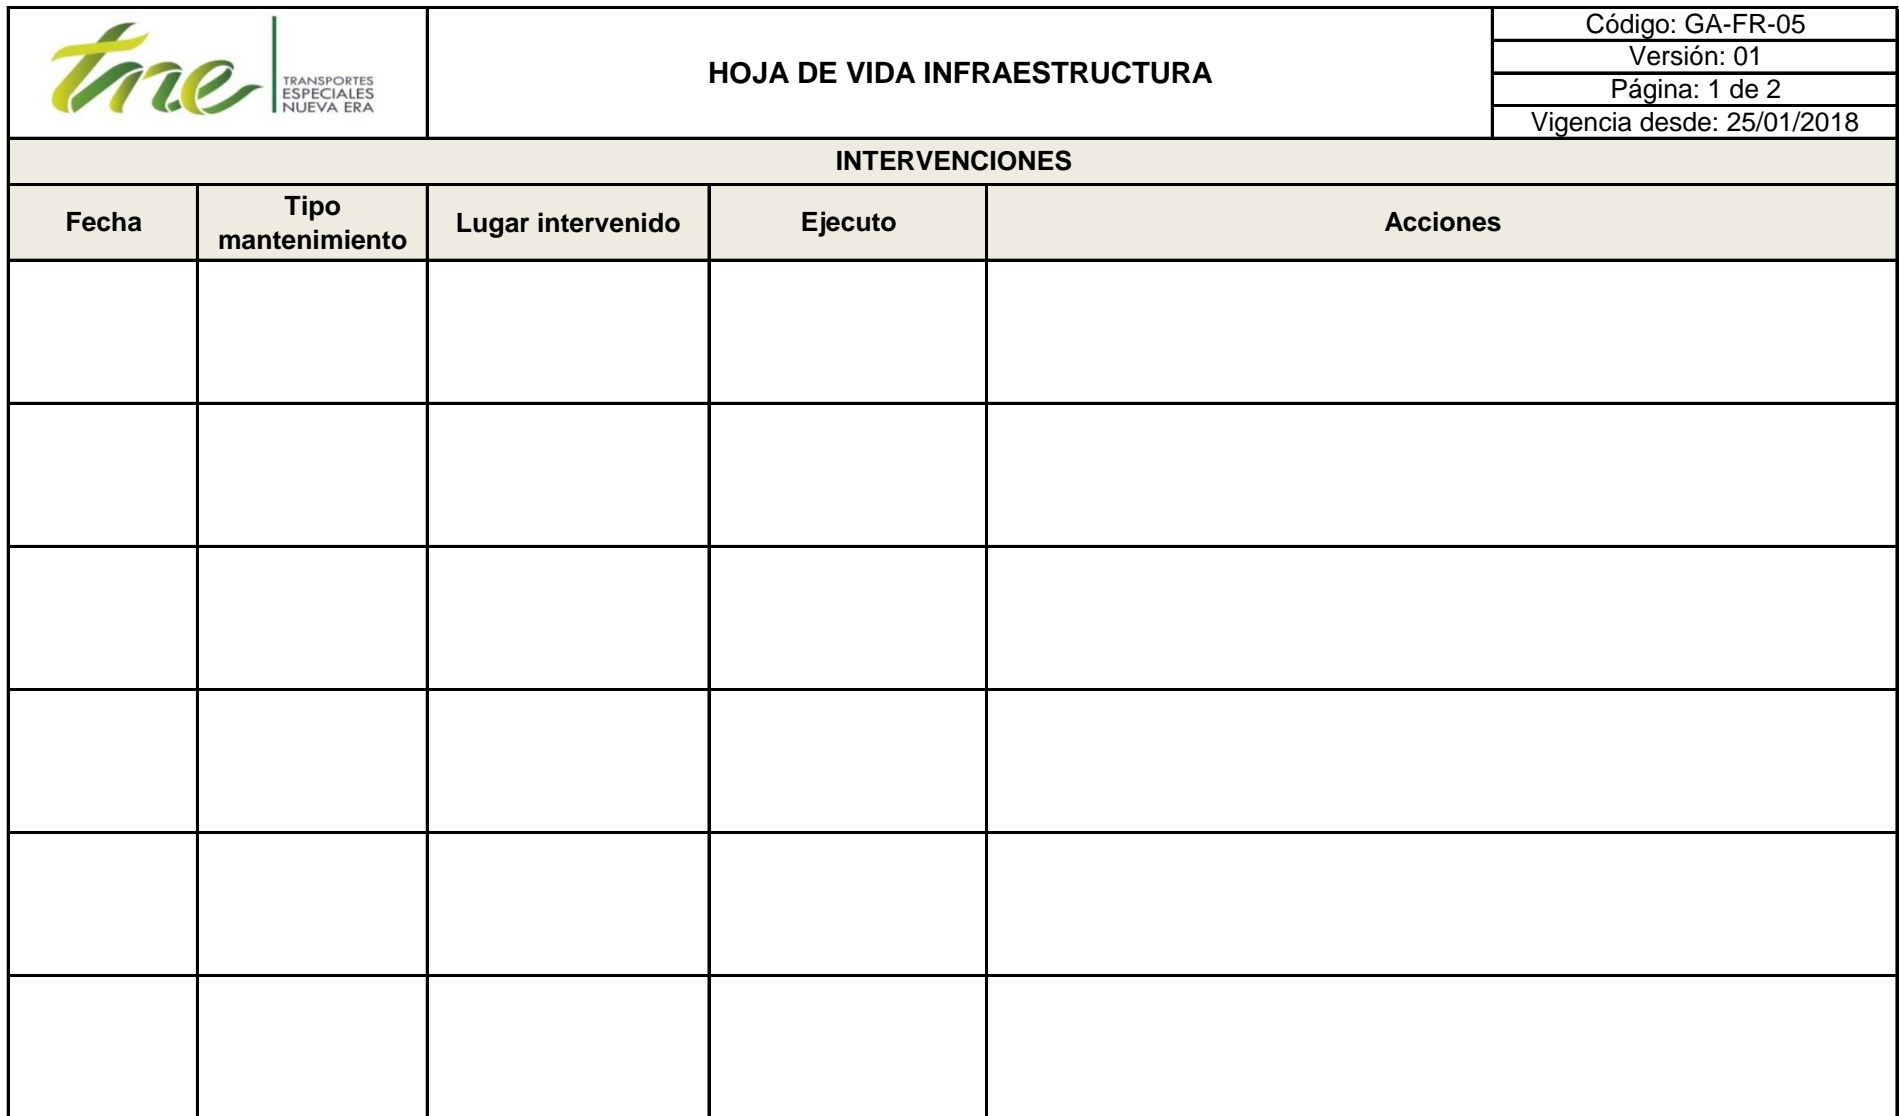 tne
TRANSPORTES
ESPECIALES
NUEVA ERA
HOJA DE VIDA INFRAESTRUCTURA
Código: GA-FR-05
Versión: 01
Página: 1 de 2
Vigencia desde: 25/01/2018
INTERVENCIONES
Fecha
Tipo
mantenimiento
Lugar intervenido
Ejecuto
Acciones